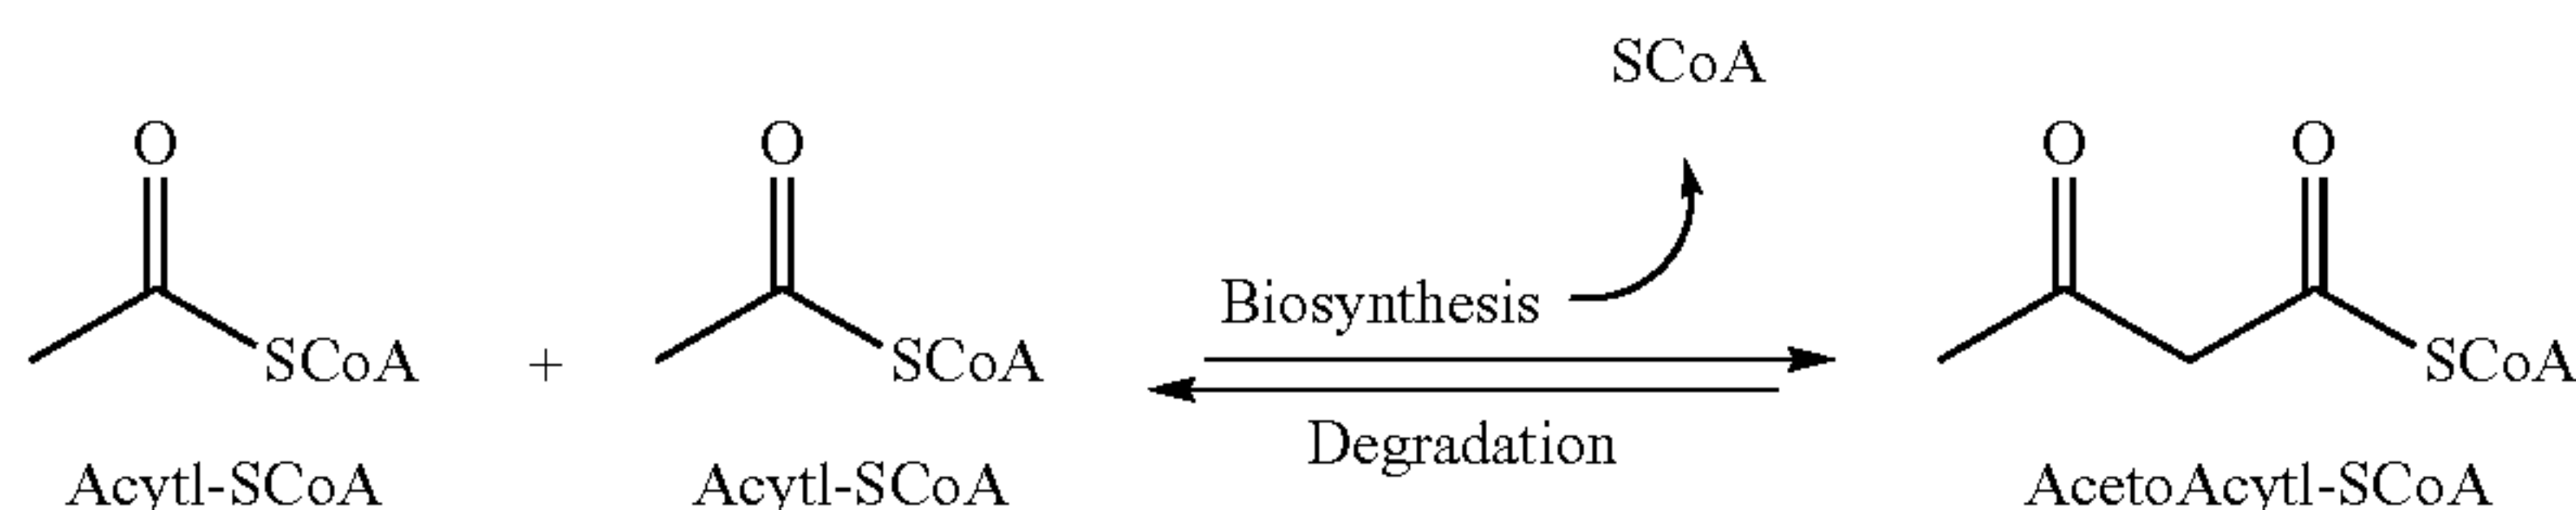 SCoA
O
O
O
O
Biosynthesis
SCoA
+
SCoA
SCoA
Degradation
Acytl-SCoA
Acytl-SCoA
AcetoAcytl-SCoA